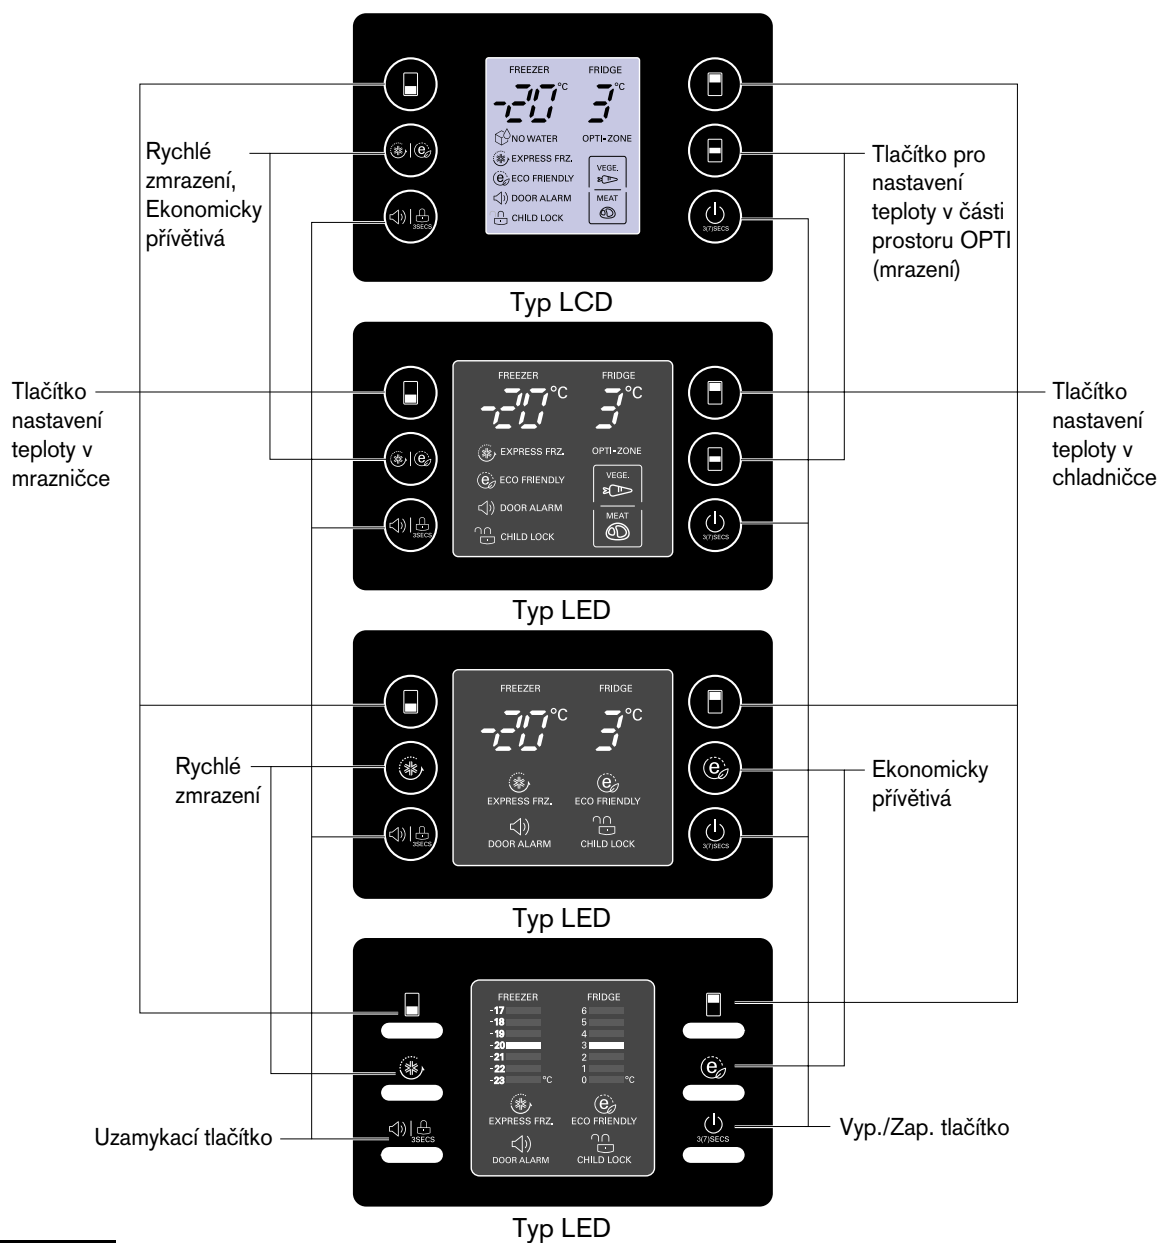 FREEZER FRIDGE
-20 °C 3 °C
NO WATER OPTI-ZONE
EXPRESS FRZ. VEGE.
ECO FRIENDLY
DOOR ALARM MEAT
CHILD LOCK
3SECS
3(7)SECS
Rychlé
zmrazení,
Ekonomicky
přívětivá
Tlačítko pro
nastavení
teploty v části
prostoru OPTI
(mrazení)
Typ LCD
FREEZER FRIDGE
-20 °C 3 °C
EXPRESS FRZ. OPTI-ZONE
ECO FRIENDLY VEGE.
DOOR ALARM MEAT
CHILD LOCK
3SECS
3(7)SECS
Tlačítko
nastavení
teploty v
mrazničce
Tlačítko
nastavení
teploty v
chladničce
Typ LED
FREEZER FRIDGE
-20 °C 3 °C
EXPRESS FRZ. ECO FRIENDLY
DOOR ALARM CHILD LOCK
3SECS
3(7)SECS
Rychlé
zmrazení
Ekonomicky
přívětivá
Typ LED
FREEZER FRIDGE
-17 6
-18 5
-19 4
-20 3
-21 2
-22 1
-23 °C 0 °C
EXPRESS FRZ. ECO FRIENDLY
DOOR ALARM CHILD LOCK
3SECS
3(7)SECS
Uzamykací tlačítko
Vyp./Zap. tlačítko
Typ LED